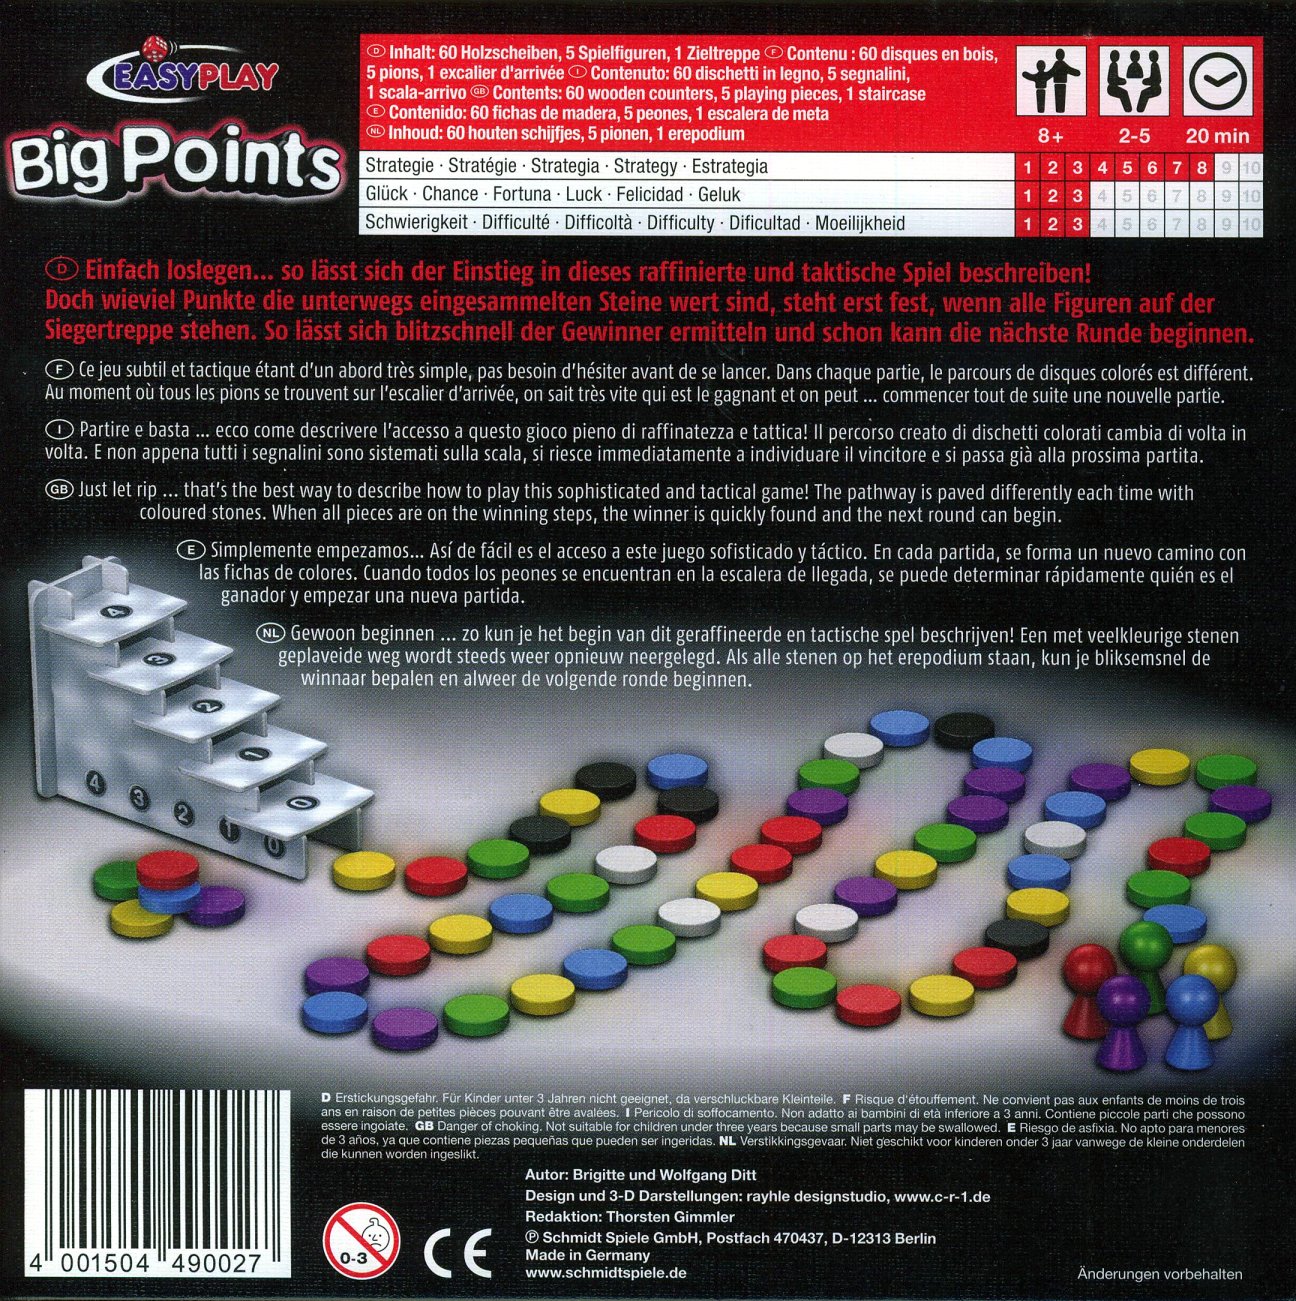 EASYPLAY
Big Points
D Inhalt: 60 Holzscheiben, 5 Spielfiguren, 1 Zieltreppe F Contenu : 60 disques en bois,
5 pions, 1 excalier d'arrivée I Contenuto: 60 dischetti in legno, 5 segnalini,
1 scala-arrivo GB Contents: 60 wooden counters, 5 playing pieces, 1 staircase
E Contenido: 60 fichas de madera, 5 peones, 1 escalera de meta
NL Inhoud: 60 houten schijfjes, 5 pionen, 1 erepodium
8+ 2-5 20 min
Strategie · Stratégie · Strategia · Strategy · Estrategia 1 2 3 4 5 6 7 8 9 10
Glück · Chance · Fortuna · Luck · Felicidad · Geluk 1 2 3 4 5 6 7 8 9 10
Schwierigkeit · Difficulté · Difficoltà · Difficulty · Dificultad · Moeilijkheid 1 2 3 4 5 6 7 8 9 10
D Einfach loslegen... so lässt sich der Einstieg in dieses raffinierte und taktische Spiel beschreiben!
Doch wieviel Punkte die unterwegs eingesammelten Steine wert sind, steht erst fest, wenn alle Figuren auf der
Siegertreppe stehen. So lässt sich blitzschnell der Gewinner ermitteln und schon kann die nächste Runde beginnen.
F Ce jeu subtil et tactique étant d'un abord très simple, pas besoin d'hésiter avant de se lancer. Dans chaque partie, le parcours de disques colorés est différent.
Au moment où tous les pions se trouvent sur l'escalier d'arrivée, on sait très vite qui est le gagnant et on peut ... commencer tout de suite une nouvelle partie.
I Partire e basta ... ecco come descrivere l'accesso a questo gioco pieno di raffinatezza e tattica! Il percorso creato di dischetti colorati cambia di volta in
volta. E non appena tutti i segnalini sono sistemati sulla scala, si riesce immediatamente a individuare il vincitore e si passa già alla prossima partita.
GB Just let rip ... that's the best way to describe how to play this sophisticated and tactical game! The pathway is paved differently each time with
coloured stones. When all pieces are on the winning steps, the winner is quickly found and the next round can begin.
E Simplemente empezamos... Así de fácil es el acceso a este juego sofisticado y táctico. En cada partida, se forma un nuevo camino con
las fichas de colores. Cuando todos los peones se encuentran en la escalera de llegada, se puede determinar rápidamente quién es el
ganador y empezar una nueva partida.
NL Gewoon beginnen ... zo kun je het begin van dit geraffineerde en tactische spel beschrijven! Een met veelkleurige stenen
geplaveide weg wordt steeds weer opnieuw neergelegd. Als alle stenen op het erepodium staan, kun je bliksemsnel de
winnaar bepalen en alweer de volgende ronde beginnen.
4
3
2
1
0
4 3 2 1 0
D Erstickungsgefahr. Für Kinder unter 3 Jahren nicht geeignet, da verschluckbare Kleinteile. F Risque d'étouffement. Ne convient pas aux enfants de moins de trois
ans en raison de petites pièces pouvant être avalées. I Pericolo di soffocamento. Non adatto ai bambini di età inferiore a 3 anni. Contiene piccole parti che possono
essere ingoiate. GB Danger of choking. Not suitable for children under three years because small parts may be swallowed. E Riesgo de asfixia. No apto para menores
de 3 años, ya que contiene piezas pequeñas que pueden ser ingeridas. NL Verstikkingsgevaar. Niet geschikt voor kinderen onder 3 jaar vanwege de kleine onderdelen
die kunnen worden ingeslikt.
Autor: Brigitte und Wolfgang Ditt
Design und 3-D Darstellungen: rayhle designstudio, www.c-r-1.de
Redaktion: Thorsten Gimmler
℗ Schmidt Spiele GmbH, Postfach 470437, D-12313 Berlin
Made in Germany
www.schmidtspiele.de
0-3
CE
4 001504 490027
Änderungen vorbehalten